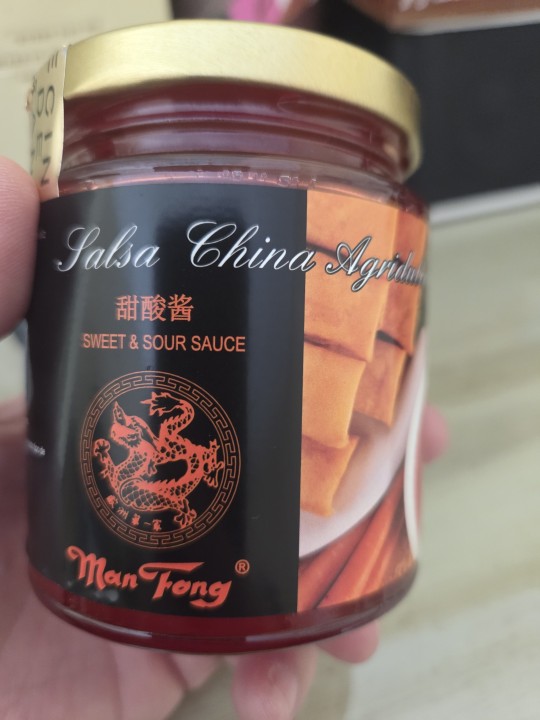 Salsa China Agridu
甜酸酱
SWEET & SOUR SAUCE
Man Fong ®